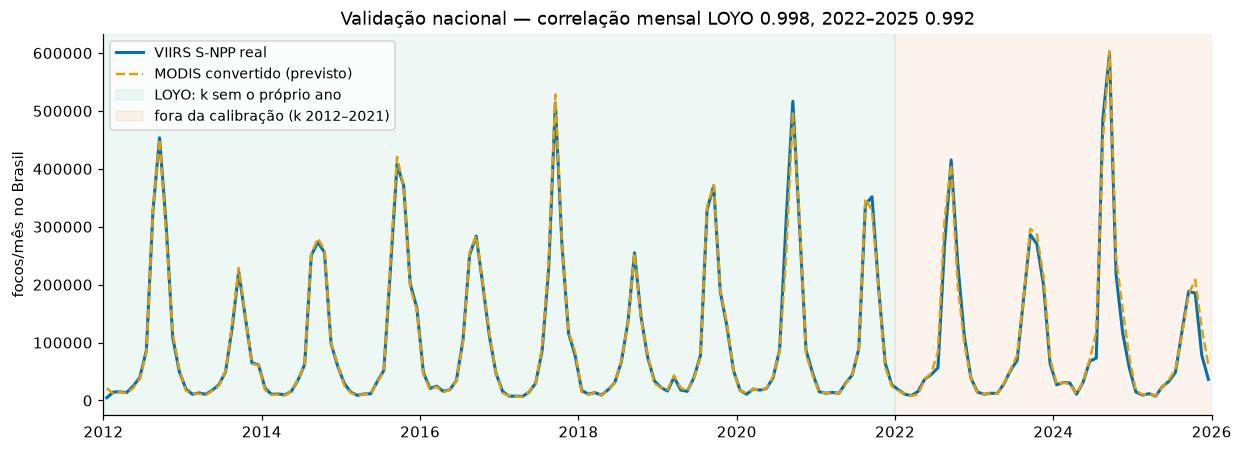 Validação nacional — correlação mensal LOYO 0.998, 2022–2025 0.992
focos/mês no Brasil
600000
500000
400000
300000
200000
100000
0
VIIRS S-NPP real
MODIS convertido (previsto)
LOYO: k sem o próprio ano
fora da calibração (k 2012–2021)
2012
2014
2016
2018
2020
2022
2024
2026